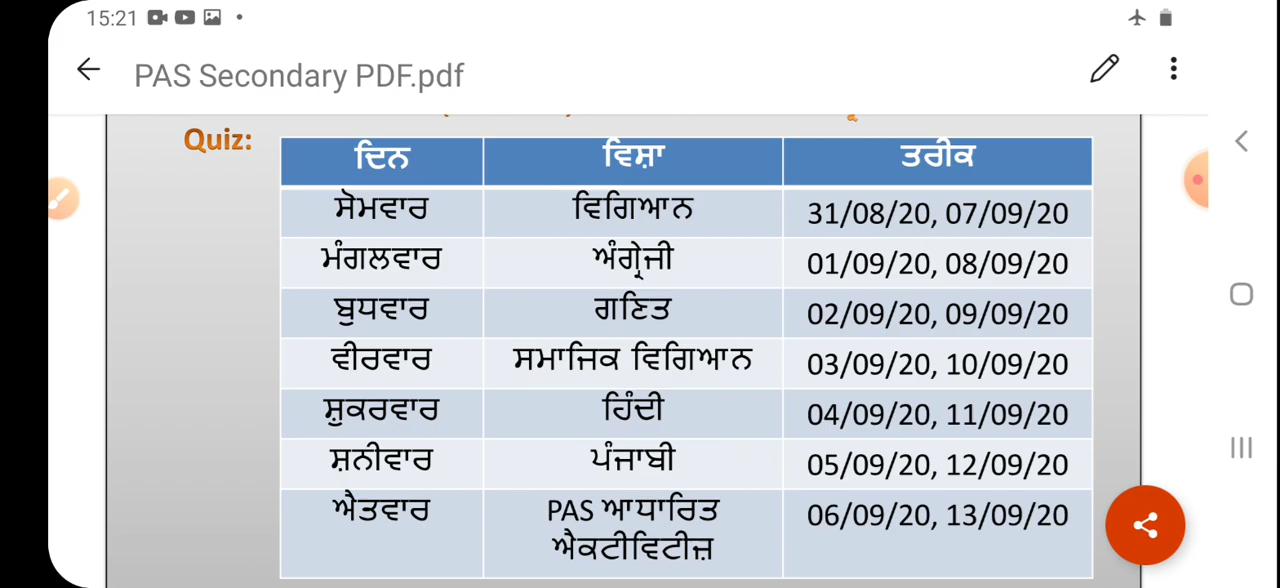 15:21
PAS Secondary PDF.pdf
Quiz:
ਦਿਨ ਵਿਸ਼ਾ ਤਰੀਕ
ਸੋਮਵਾਰ ਵਿਗਿਆਨ 31/08/20, 07/09/20
ਮੰਗਲਵਾਰ ਅੰਗ੍ਰੇਜੀ 01/09/20, 08/09/20
ਬੁਧਵਾਰ ਗਣਿਤ 02/09/20, 09/09/20
ਵੀਰਵਾਰ ਸਮਾਜਿਕ ਵਿਗਿਆਨ 03/09/20, 10/09/20
ਸ਼ੁਕਰਵਾਰ ਹਿੰਦੀ 04/09/20, 11/09/20
ਸ਼ਨੀਵਾਰ ਪੰਜਾਬੀ 05/09/20, 12/09/20
ਐਤਵਾਰ PAS ਆਧਾਰਿਤ 06/09/20, 13/09/20
ਐਕਟੀਵਿਟੀਜ਼